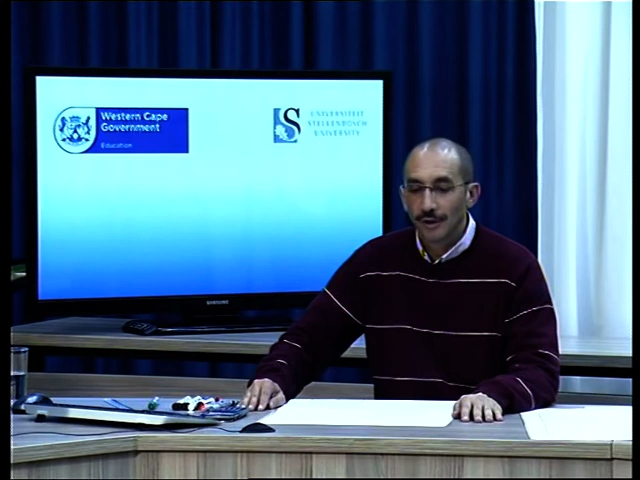 Western Cape
Government
Education
UNIVERSITEIT
STELLENBOSCH
UNIVERSITY
SAMSUNG